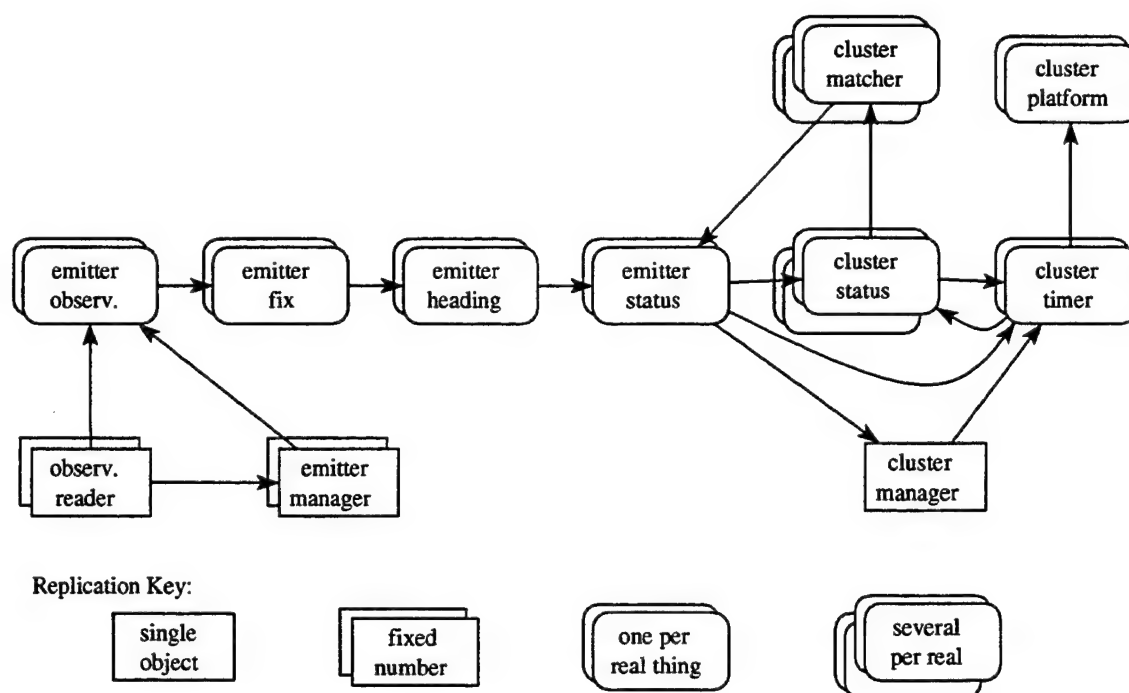 cluster
matcher
cluster
platform
emitter
observ.
emitter
fix
emitter
heading
emitter
status
cluster
status
cluster
timer
observ.
reader
emitter
manager
cluster
manager
Replication Key:
single
object
fixed
number
one per
real thing
several
per real